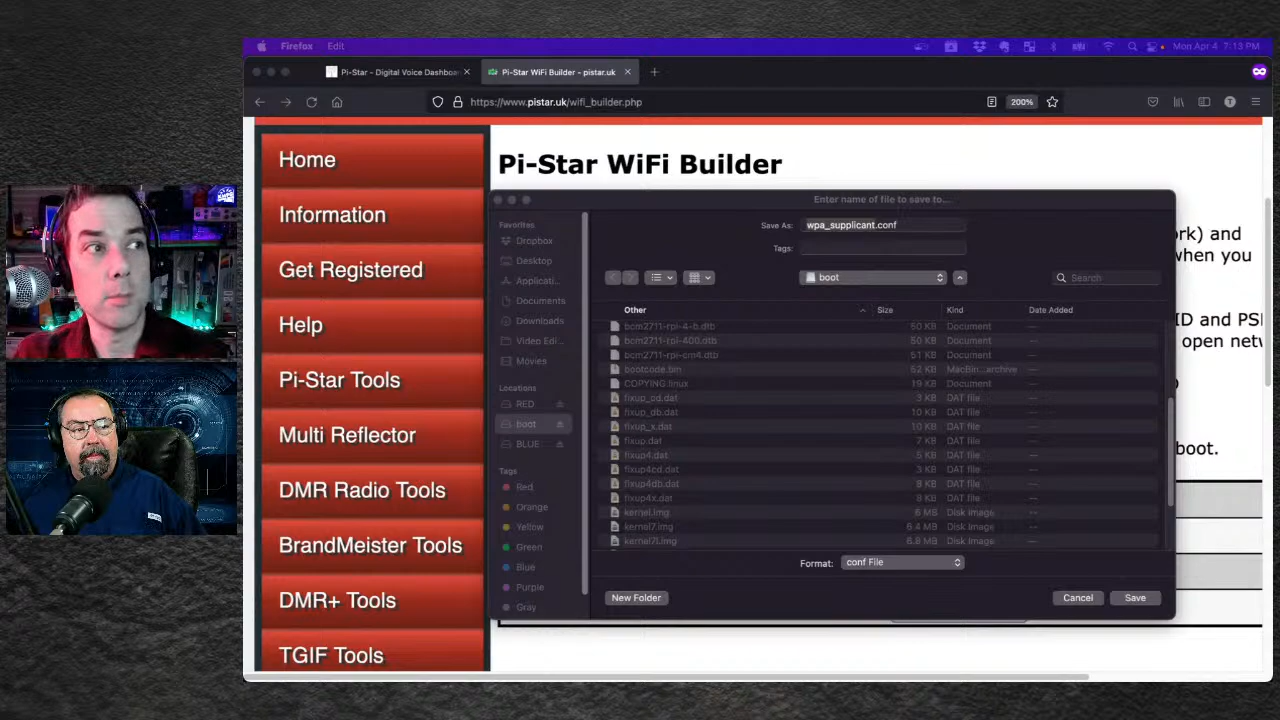 Firefox Edit
Mon Apr 4 7:13 PM
Pi-Star - Digital Voice Dashboa
Pi-Star WiFi Builder - pistar.uk
https://www.pistar.uk/wifi_builder.php
200%
Home
Information
Get Registered
Help
Pi-Star Tools
Multi Reflector
DMR Radio Tools
BrandMeister Tools
DMR+ Tools
TGIF Tools
Pi-Star WiFi Builder
rk) and
when you
ID and PSK
open netw
boot.
Enter name of file to save to...
Save As: wpa_supplicant.conf
Tags:
boot
Search
Favorites
Dropbox
Desktop
Applicati...
Documents
Downloads
Video Edi...
Movies
Locations
RED
boot
BLUE
Tags
Red
Orange
Yellow
Green
Blue
Purple
Gray
Other Size Kind Date Added
bcm2711-rpi-4-b.dtb 50 KB Document --
bcm2711-rpi-400.dtb 50 KB Document --
bcm2711-rpi-cm4.dtb 51 KB Document --
bootcode.bin 52 KB MacBin...archive --
COPYING.linux 19 KB Document --
fixup_cd.dat 3 KB DAT file --
fixup_db.dat 10 KB DAT file --
fixup_x.dat 10 KB DAT file --
fixup.dat 7 KB DAT file --
fixup4.dat 5 KB DAT file --
fixup4cd.dat 3 KB DAT file --
fixup4db.dat 8 KB DAT file --
fixup4x.dat 8 KB DAT file --
kernel.img 6 MB Disk Image --
kernel7.img 6.4 MB Disk Image --
kernel7l.img 6.8 MB Disk Image --
Format: conf File
New Folder
Cancel
Save